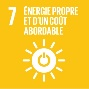 7 ÉNERGIE PROPRE
ET D'UN COÛT
ABORDABLE